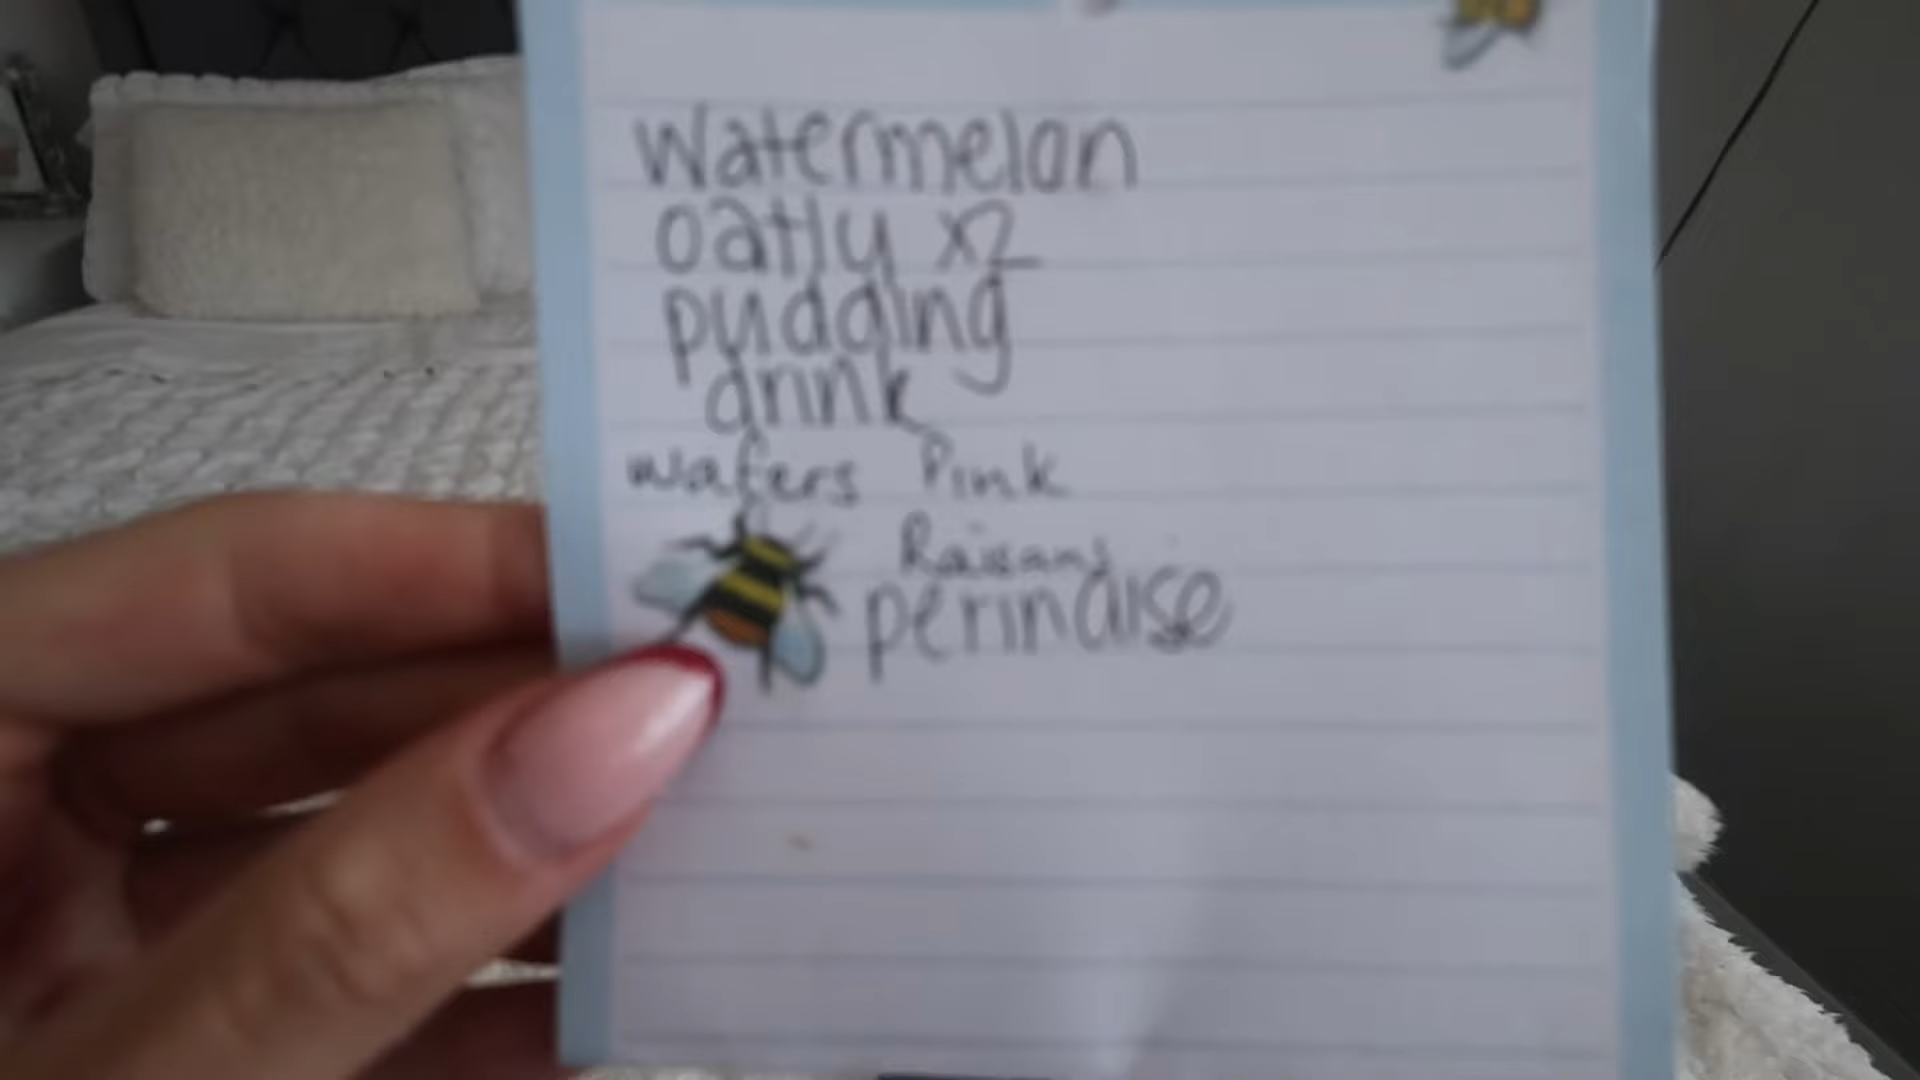 Watermelon
oatly x2
pudding
drink
wafers Pink
Raisans
perinaise